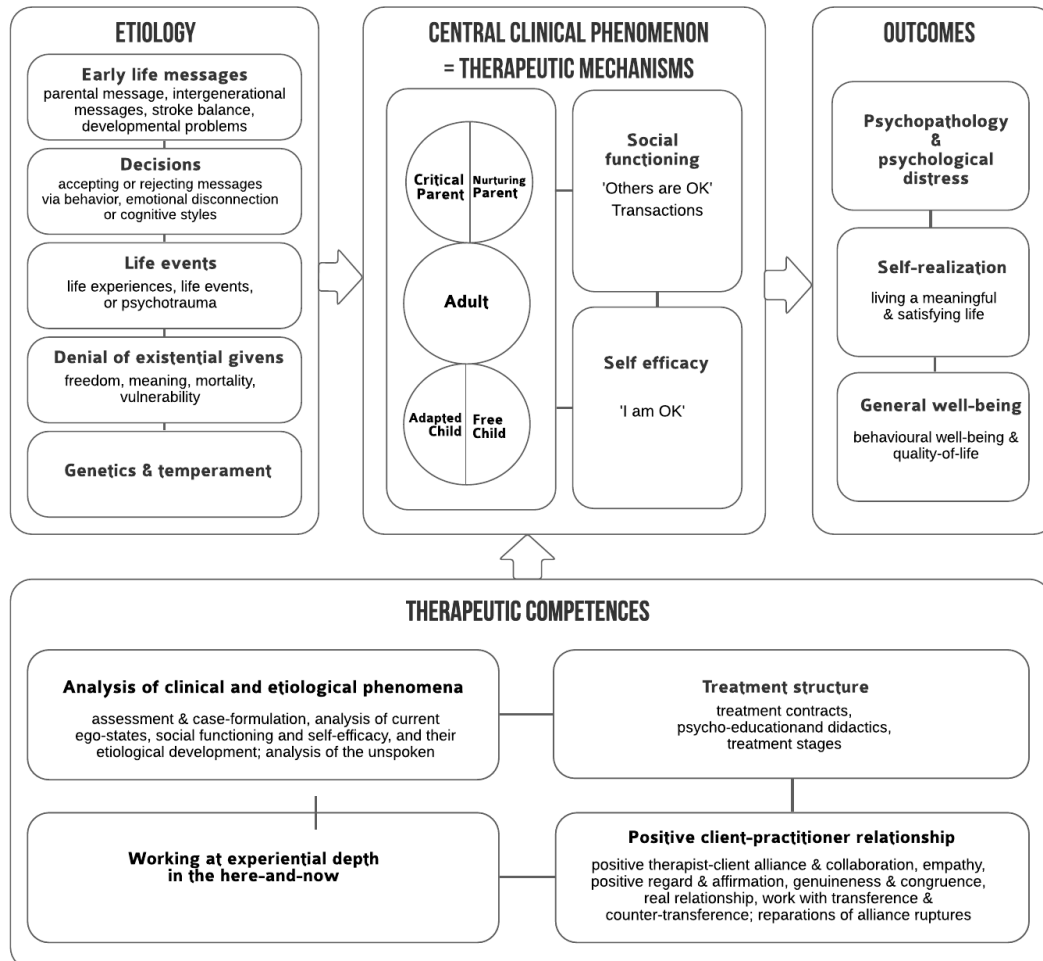 ETIOLOGY
Early life messages
parental message, intergenerational
messages, stroke balance,
developmental problems
Decisions
accepting or rejecting messages
via behavior, emotional disconnection
or cognitive styles
Life events
life experiences, life events,
or psychotrauma
Denial of existential givens
freedom, meaning, mortality,
vulnerability
Genetics & temperament
CENTRAL CLINICAL PHENOMENON
= THERAPEUTIC MECHANISMS
Critical
Parent
Nurturing
Parent
Adult
Adapted
Child
Free
Child
Social
functioning
'Others are OK'
Transactions
Self efficacy
'I am OK'
OUTCOMES
Psychopathology
&
psychological
distress
Self-realization
living a meaningful
& satisfying life
General well-being
behavioural well-being &
quality-of-life
THERAPEUTIC COMPETENCES
Analysis of clinical and etiological phenomena
assessment & case-formulation, analysis of current
ego-states, social functioning and self-efficacy, and their
etiological development; analysis of the unspoken
Treatment structure
treatment contracts,
psycho-educationand didactics,
treatment stages
Working at experiential depth
in the here-and-now
Positive client-practitioner relationship
positive therapist-client alliance & collaboration, empathy,
positive regard & affirmation, genuineness & congruence,
real relationship, work with transference &
counter-transference; reparations of alliance ruptures